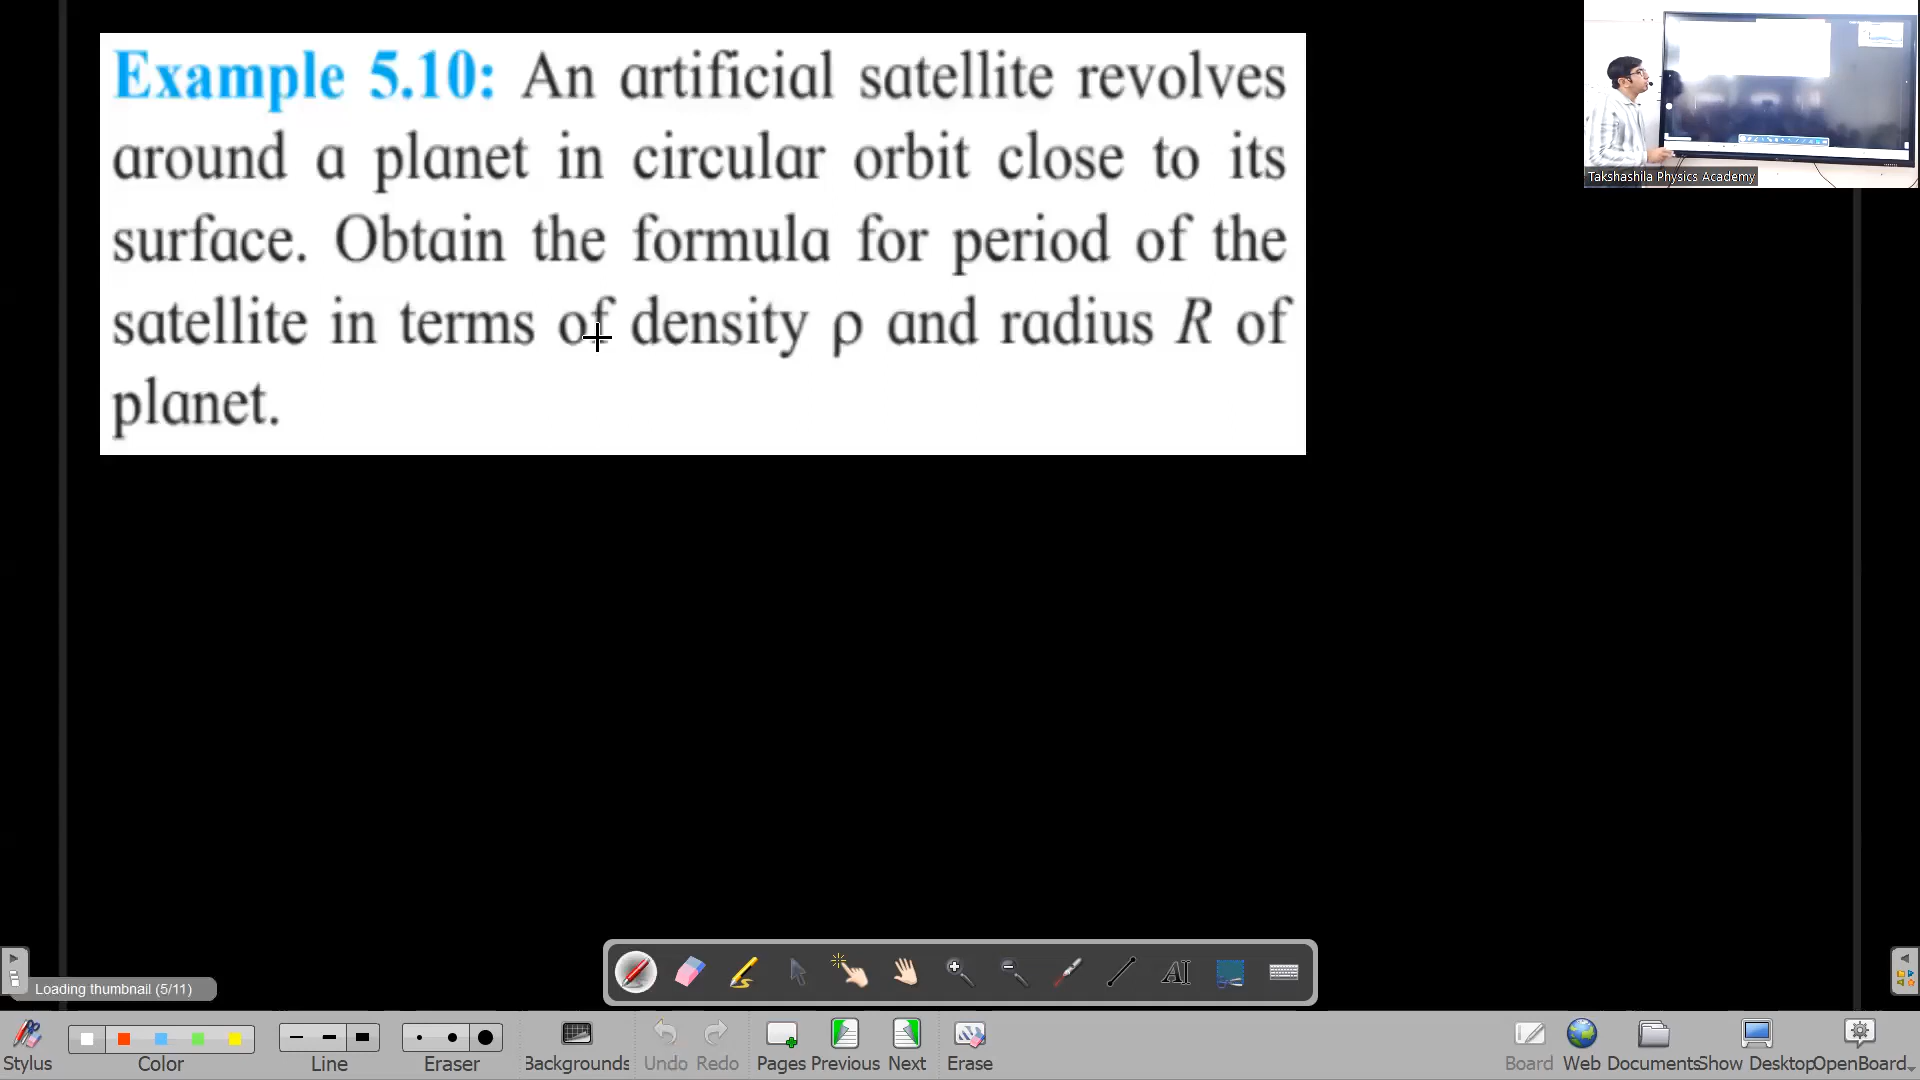 Example 5.10: An artificial satellite revolves
around a planet in circular orbit close to its
surface. Obtain the formula for period of the
satellite in terms of density ρ and radius R of
planet.
Takshashila Physics Academy
Loading thumbnail (5/11)
AI
Stylus Color Line Eraser Backgrounds Undo Redo Pages Previous Next Erase Board Web Documents Show Desktop OpenBoard